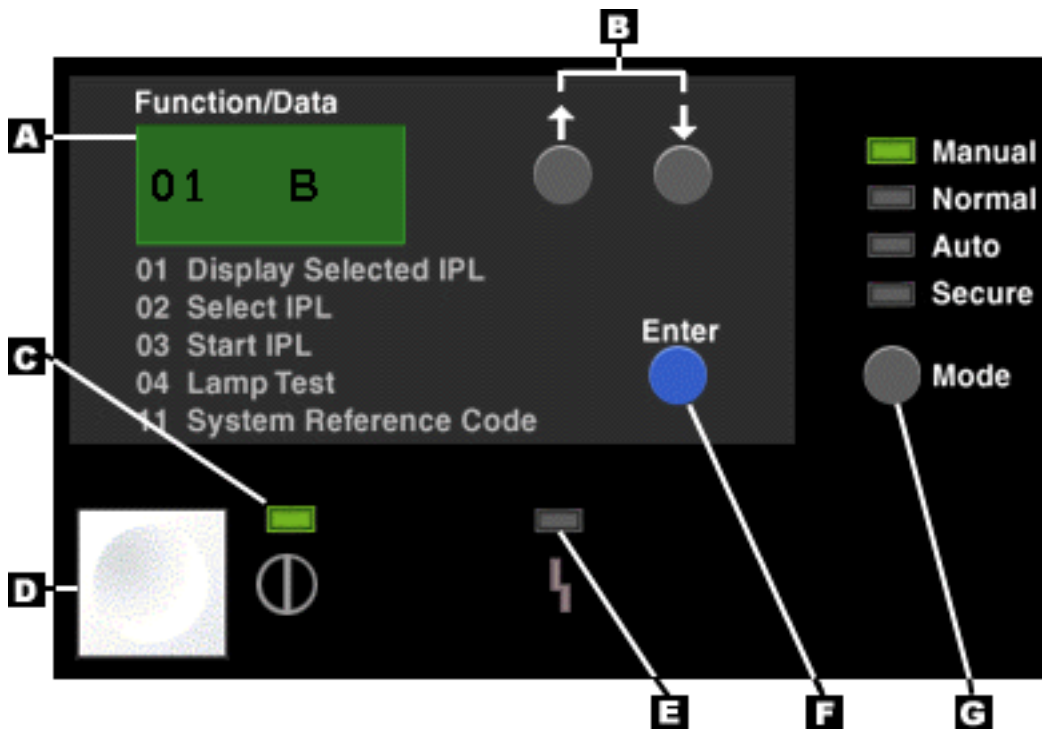 B
Function/Data
A
01 B
Manual
Normal
Auto
Secure
01 Display Selected IPL
02 Select IPL
03 Start IPL
04 Lamp Test
11 System Reference Code
Enter
Mode
C
D
E
F
G